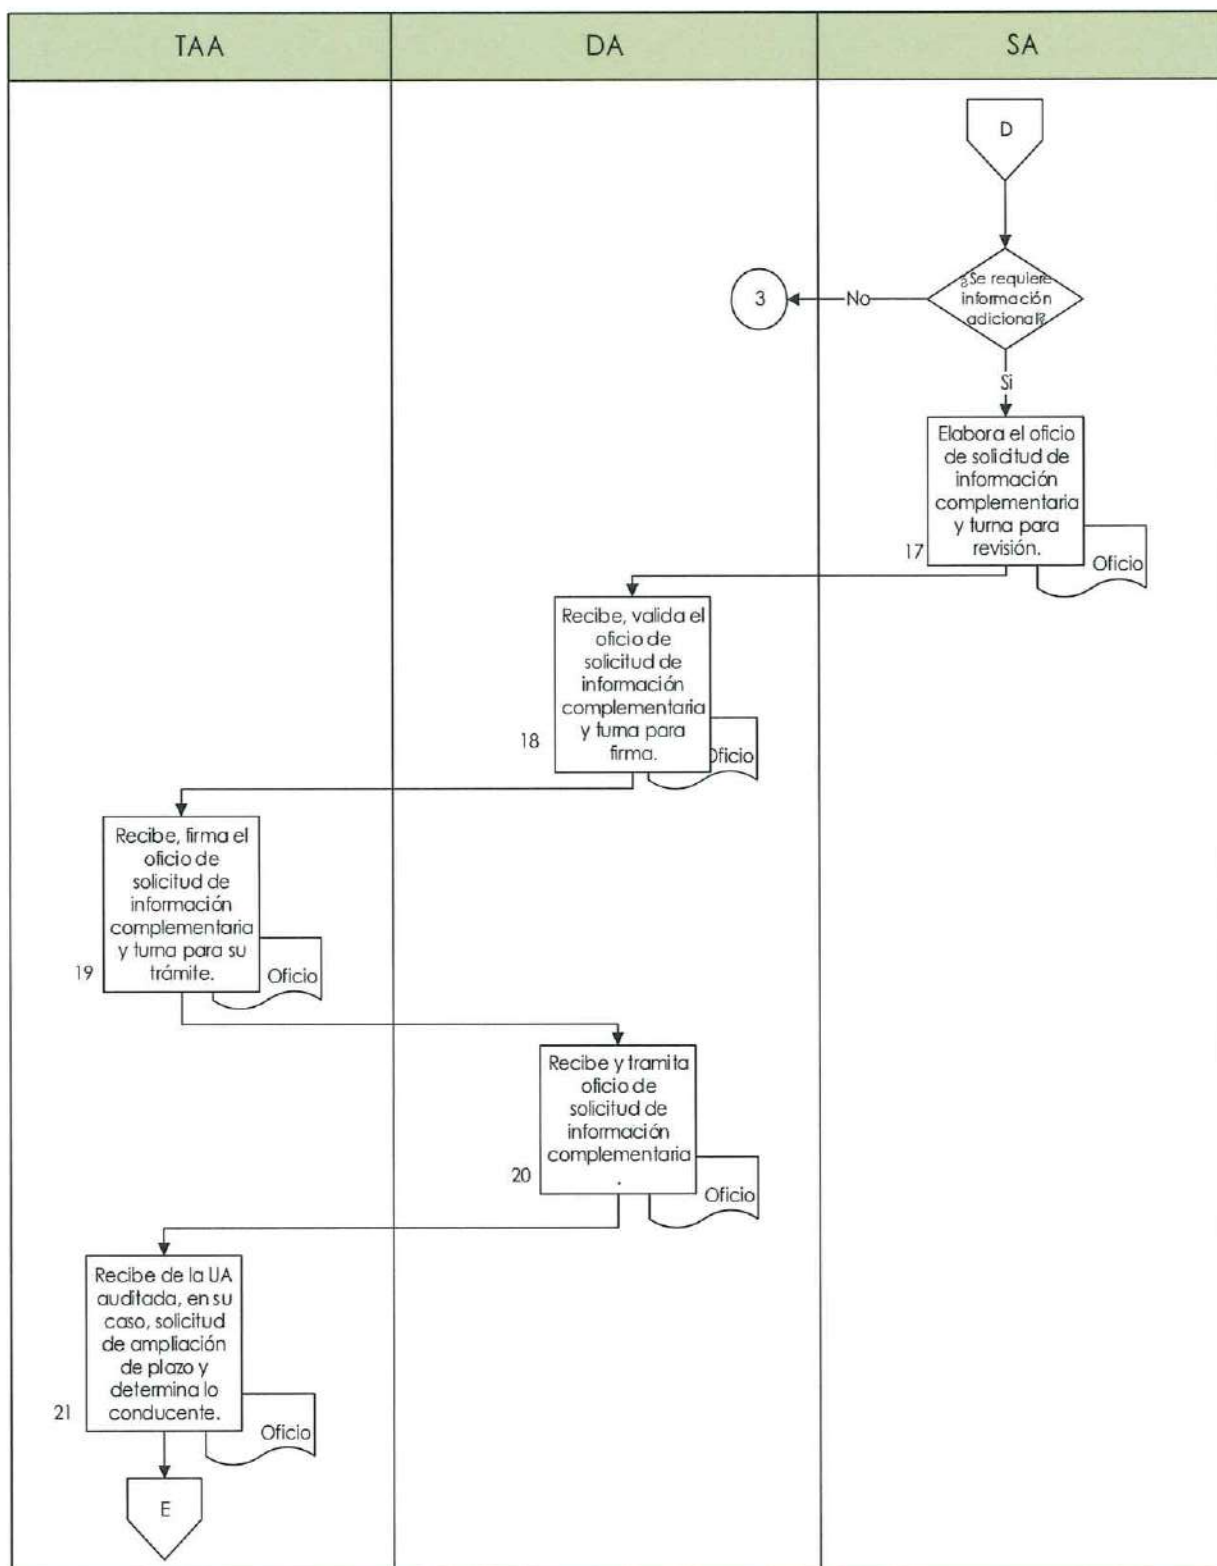 TAA
DA
SA
D
¿Se requiere
información
adicional?
No
3
Si
Elabora el oficio
de solicitud de
información
complementaria
y turna para
revisión.
17
Oficio
Recibe, valida el
oficio de
solicitud de
información
complementaria
y turna para
firma.
18
Oficio
Recibe, firma el
oficio de
solicitud de
información
complementaria
y turna para su
trámite.
19
Oficio
Recibe y tramita
oficio de
solicitud de
información
complementaria
.
20
Oficio
Recibe de la UA
auditada, en su
caso, solicitud
de ampliación
de plazo y
determina lo
conducente.
21
Oficio
E